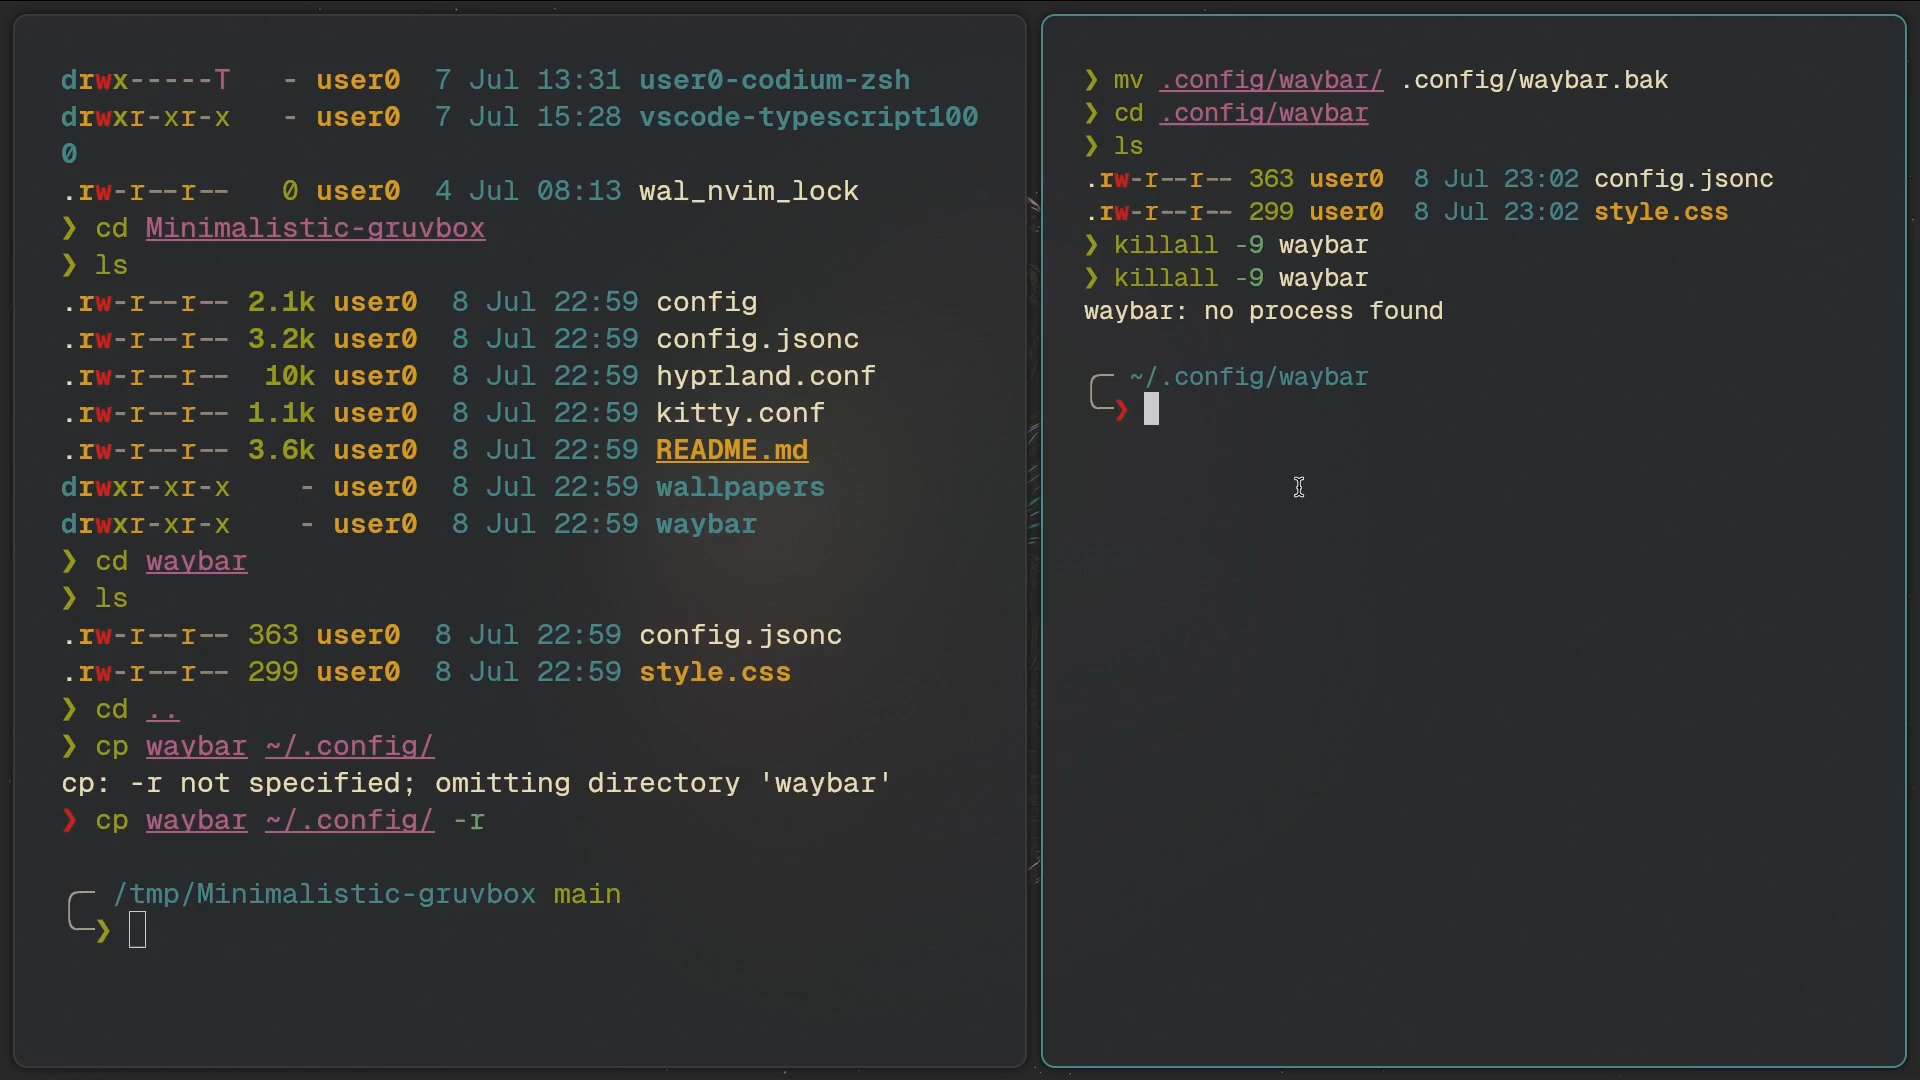 drwx-----T   - user0  7 Jul 13:31 user0-codium-zsh
drwxr-xr-x   - user0  7 Jul 15:28 vscode-typescript100
0
.rw-r--r--   0 user0  4 Jul 08:13 wal_nvim_lock
❯ cd Minimalistic-gruvbox
❯ ls
.rw-r--r-- 2.1k user0  8 Jul 22:59 config
.rw-r--r-- 3.2k user0  8 Jul 22:59 config.jsonc
.rw-r--r--  10k user0  8 Jul 22:59 hyprland.conf
.rw-r--r-- 1.1k user0  8 Jul 22:59 kitty.conf
.rw-r--r-- 3.6k user0  8 Jul 22:59 README.md
drwxr-xr-x    - user0  8 Jul 22:59 wallpapers
drwxr-xr-x    - user0  8 Jul 22:59 waybar
❯ cd waybar
❯ ls
.rw-r--r-- 363 user0  8 Jul 22:59 config.jsonc
.rw-r--r-- 299 user0  8 Jul 22:59 style.css
❯ cd ..
❯ cp waybar ~/.config/
cp: -r not specified; omitting directory 'waybar'
❯ cp waybar ~/.config/ -r
/tmp/Minimalistic-gruvbox main
❯
❯ mv .config/waybar/ .config/waybar.bak
❯ cd .config/waybar
❯ ls
.rw-r--r-- 363 user0  8 Jul 23:02 config.jsonc
.rw-r--r-- 299 user0  8 Jul 23:02 style.css
❯ killall -9 waybar
❯ killall -9 waybar
waybar: no process found
~/.config/waybar
❯